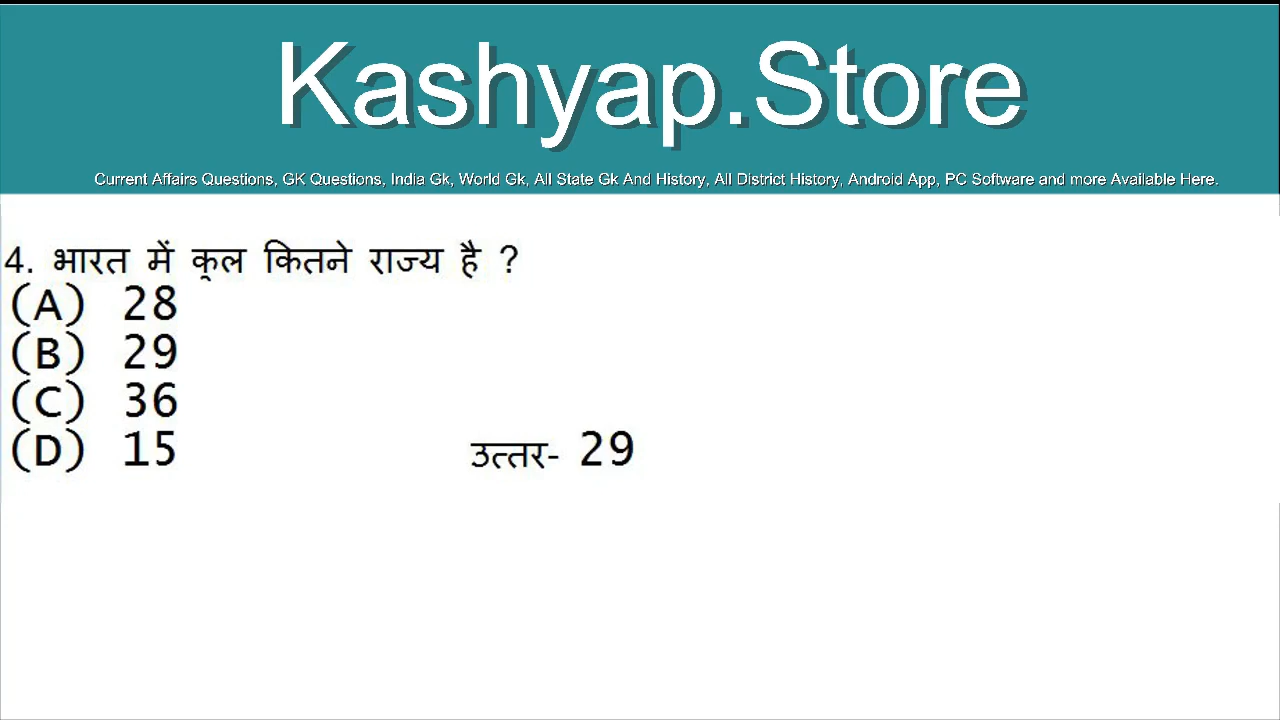 Kashyap.Store
Current Affairs Questions, GK Questions, India Gk, World Gk, All State Gk And History, All District History, Android App, PC Software and more Available Here.
4. भारत में कुल कितने राज्य है ?
(A) 28
(B) 29
(C) 36
(D) 15 उत्तर- 29